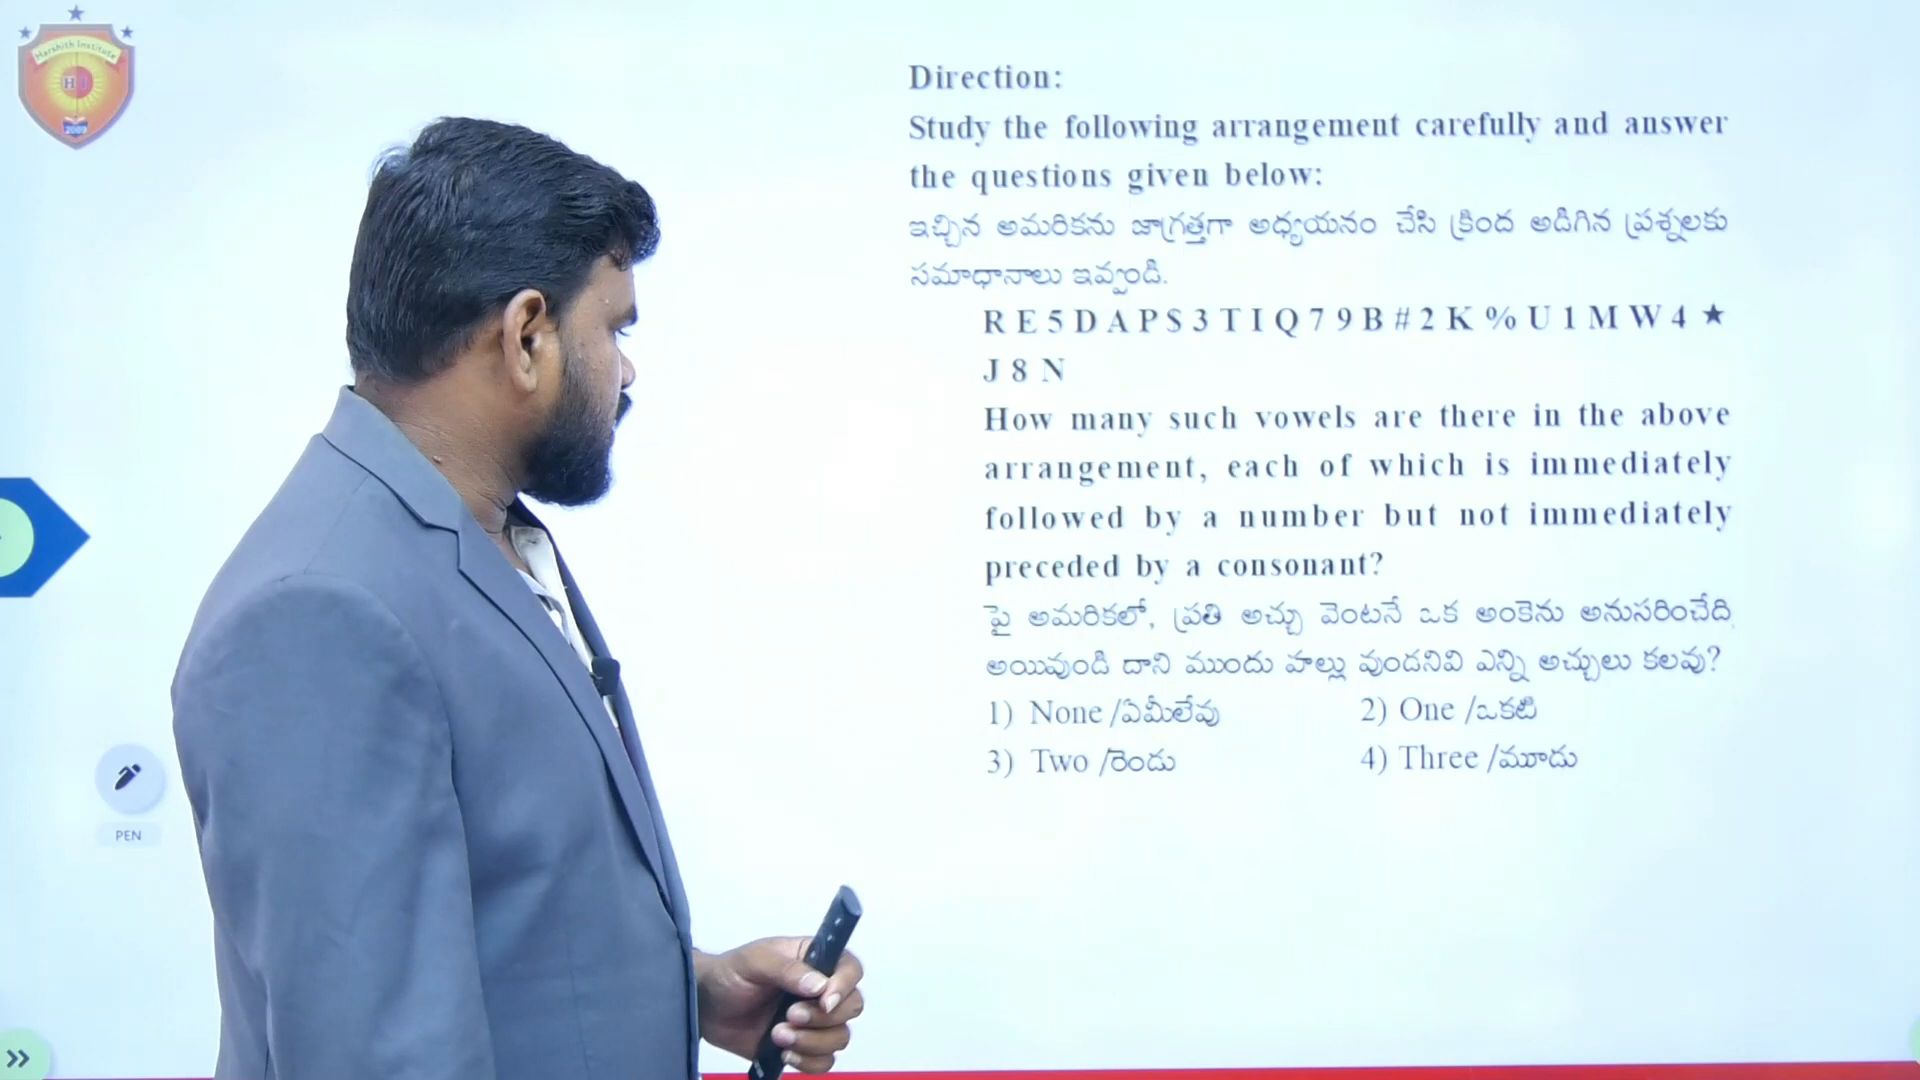 Harshith Institute
H I
2009
Direction:
Study the following arrangement carefully and answer
the questions given below:
ఇచ్చిన అమరికను జాగ్రత్తగా అధ్యయనం చేసి క్రింద అడిగిన ప్రశ్నలకు
సమాధానాలు ఇవ్వండి.
R E 5 D A P S 3 T I Q 7 9 B # 2 K % U 1 M W 4 ★
J 8 N
How many such vowels are there in the above
arrangement, each of which is immediately
followed by a number but not immediately
preceded by a consonant?
పై అమరికలో, ప్రతి అచ్చు వెంటనే ఒక అంకెను అనుసరించేది
అయివుండి దాని ముందు హల్లు వుండనివి ఎన్ని అచ్చులు కలవు?
1) None /ఏమీలేవు 2) One /ఒకటి
3) Two /రెండు 4) Three /మూడు
PEN